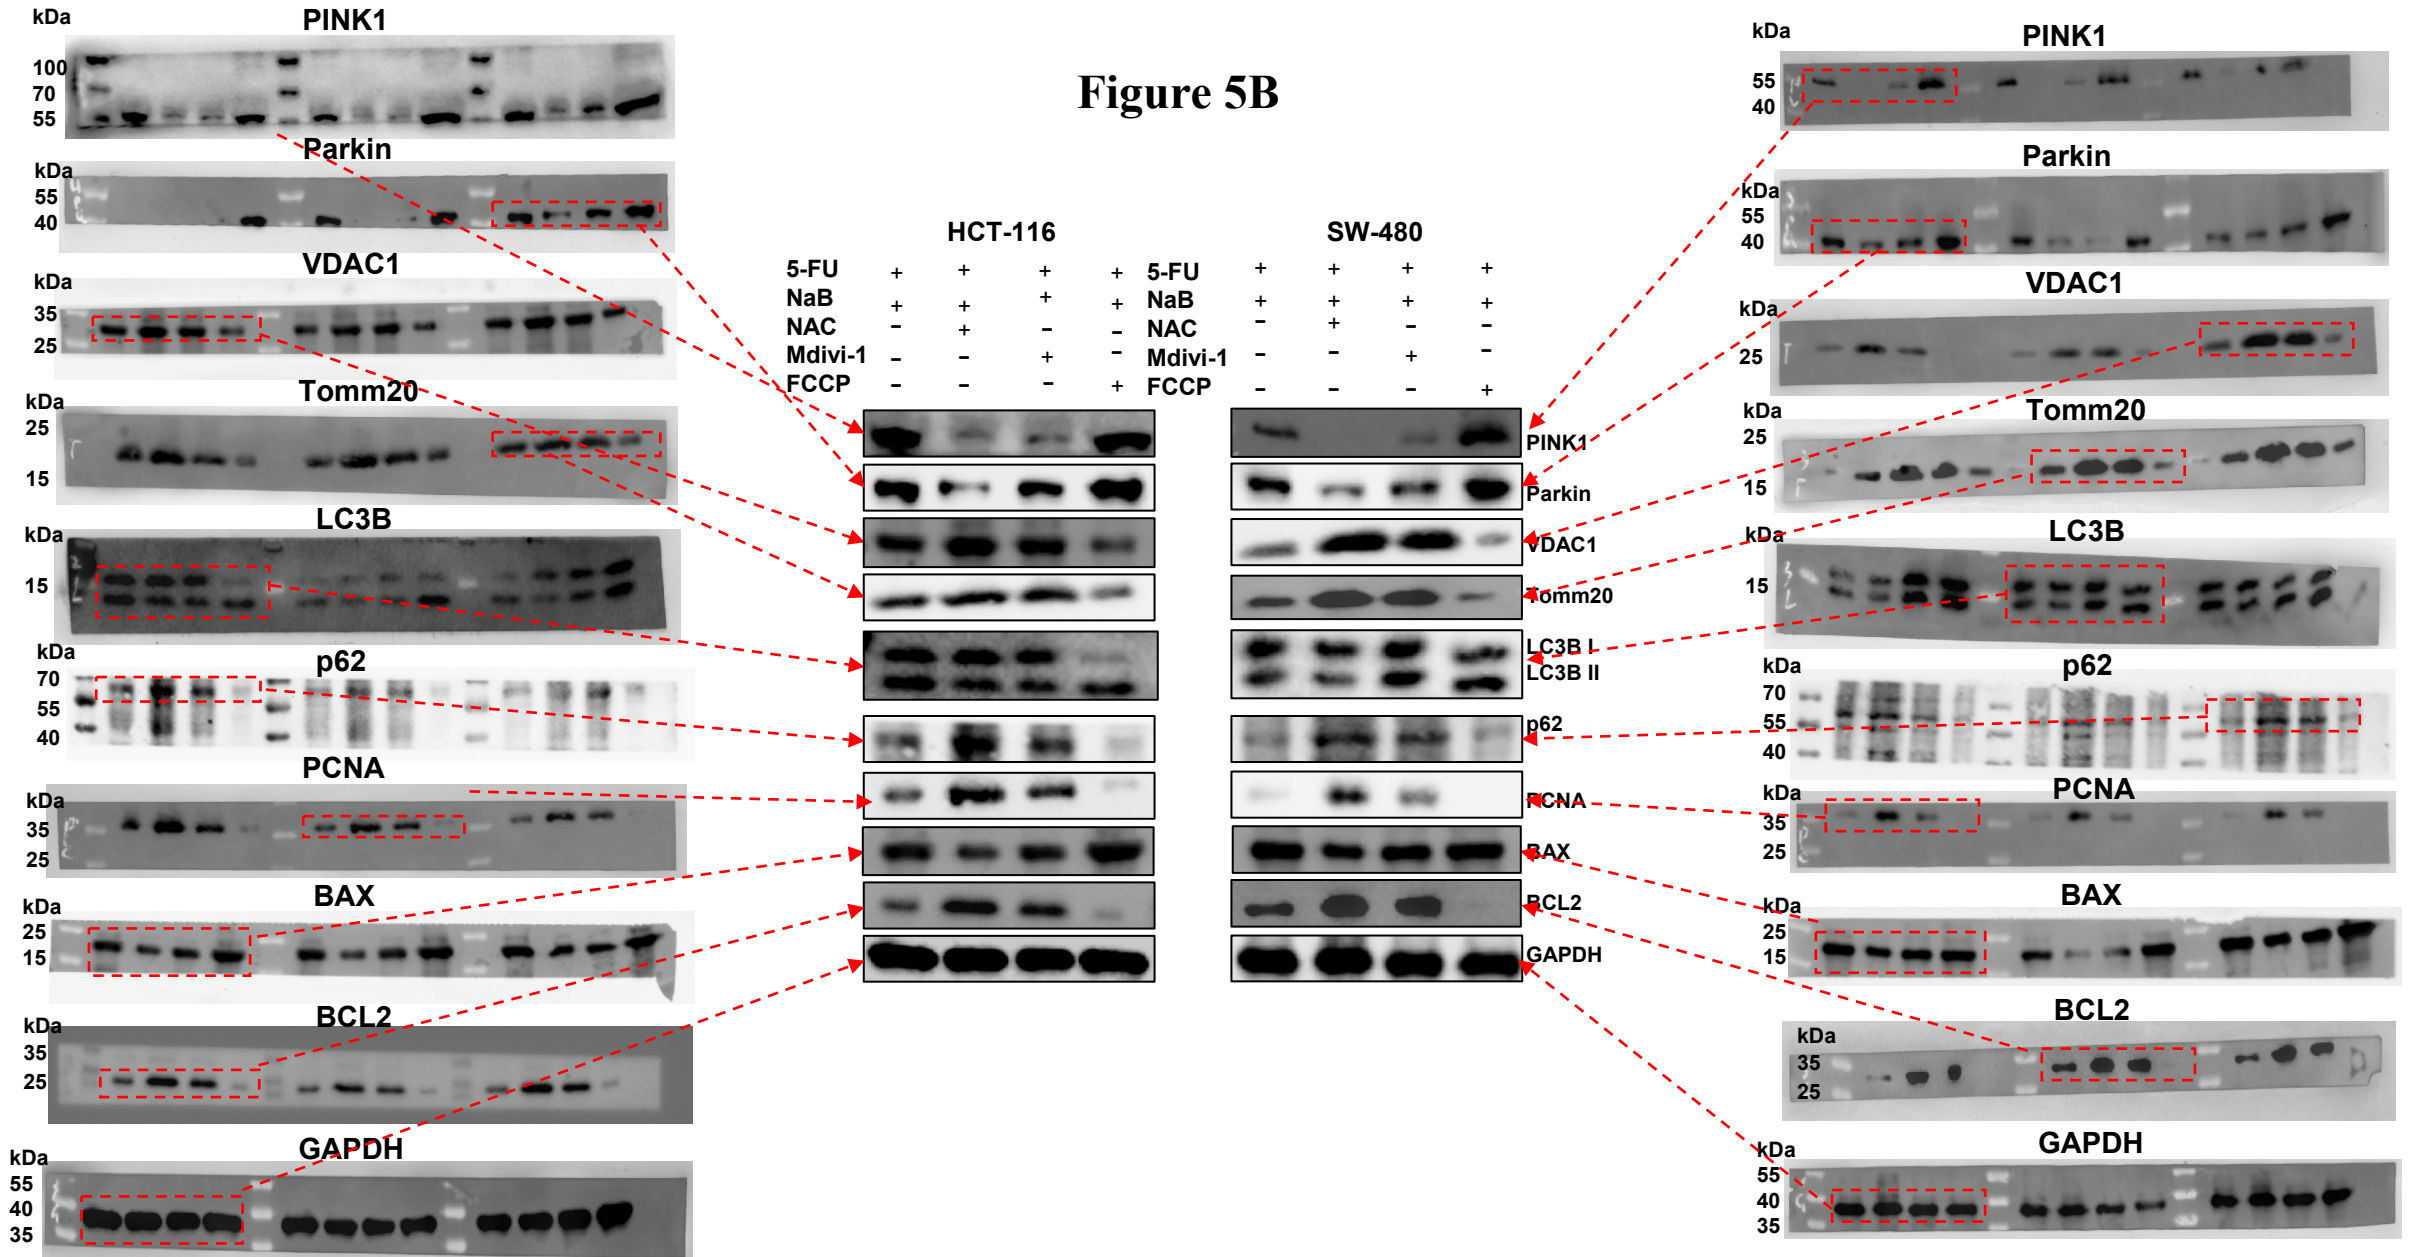 Figure 5B
kDa
PINK1
100
70
55
Parkin
kDa
55
40
VDAC1
kDa
35
25
Tomm20
kDa
25
15
LC3B
kDa
15
p62
kDa
70
55
40
PCNA
kDa
35
25
BAX
kDa
25
15
BCL2
kDa
35
25
GAPDH
kDa
55
40
35
HCT-116
SW-480
5-FU + + + + 5-FU + + + +
NaB + + + + NaB + + + +
NAC - + - - NAC - + - -
Mdivi-1 - - + - Mdivi-1 - - + -
FCCP - - - + FCCP - - - +
PINK1
Parkin
VDAC1
Tomm20
LC3B I
LC3B II
p62
PCNA
BAX
BCL2
GAPDH
kDa
PINK1
55
40
Parkin
kDa
55
40
VDAC1
kDa
25
Tomm20
kDa
25
15
LC3B
kDa
15
p62
kDa
70
55
40
PCNA
kDa
35
25
BAX
kDa
25
15
BCL2
kDa
35
25
GAPDH
kDa
55
40
35